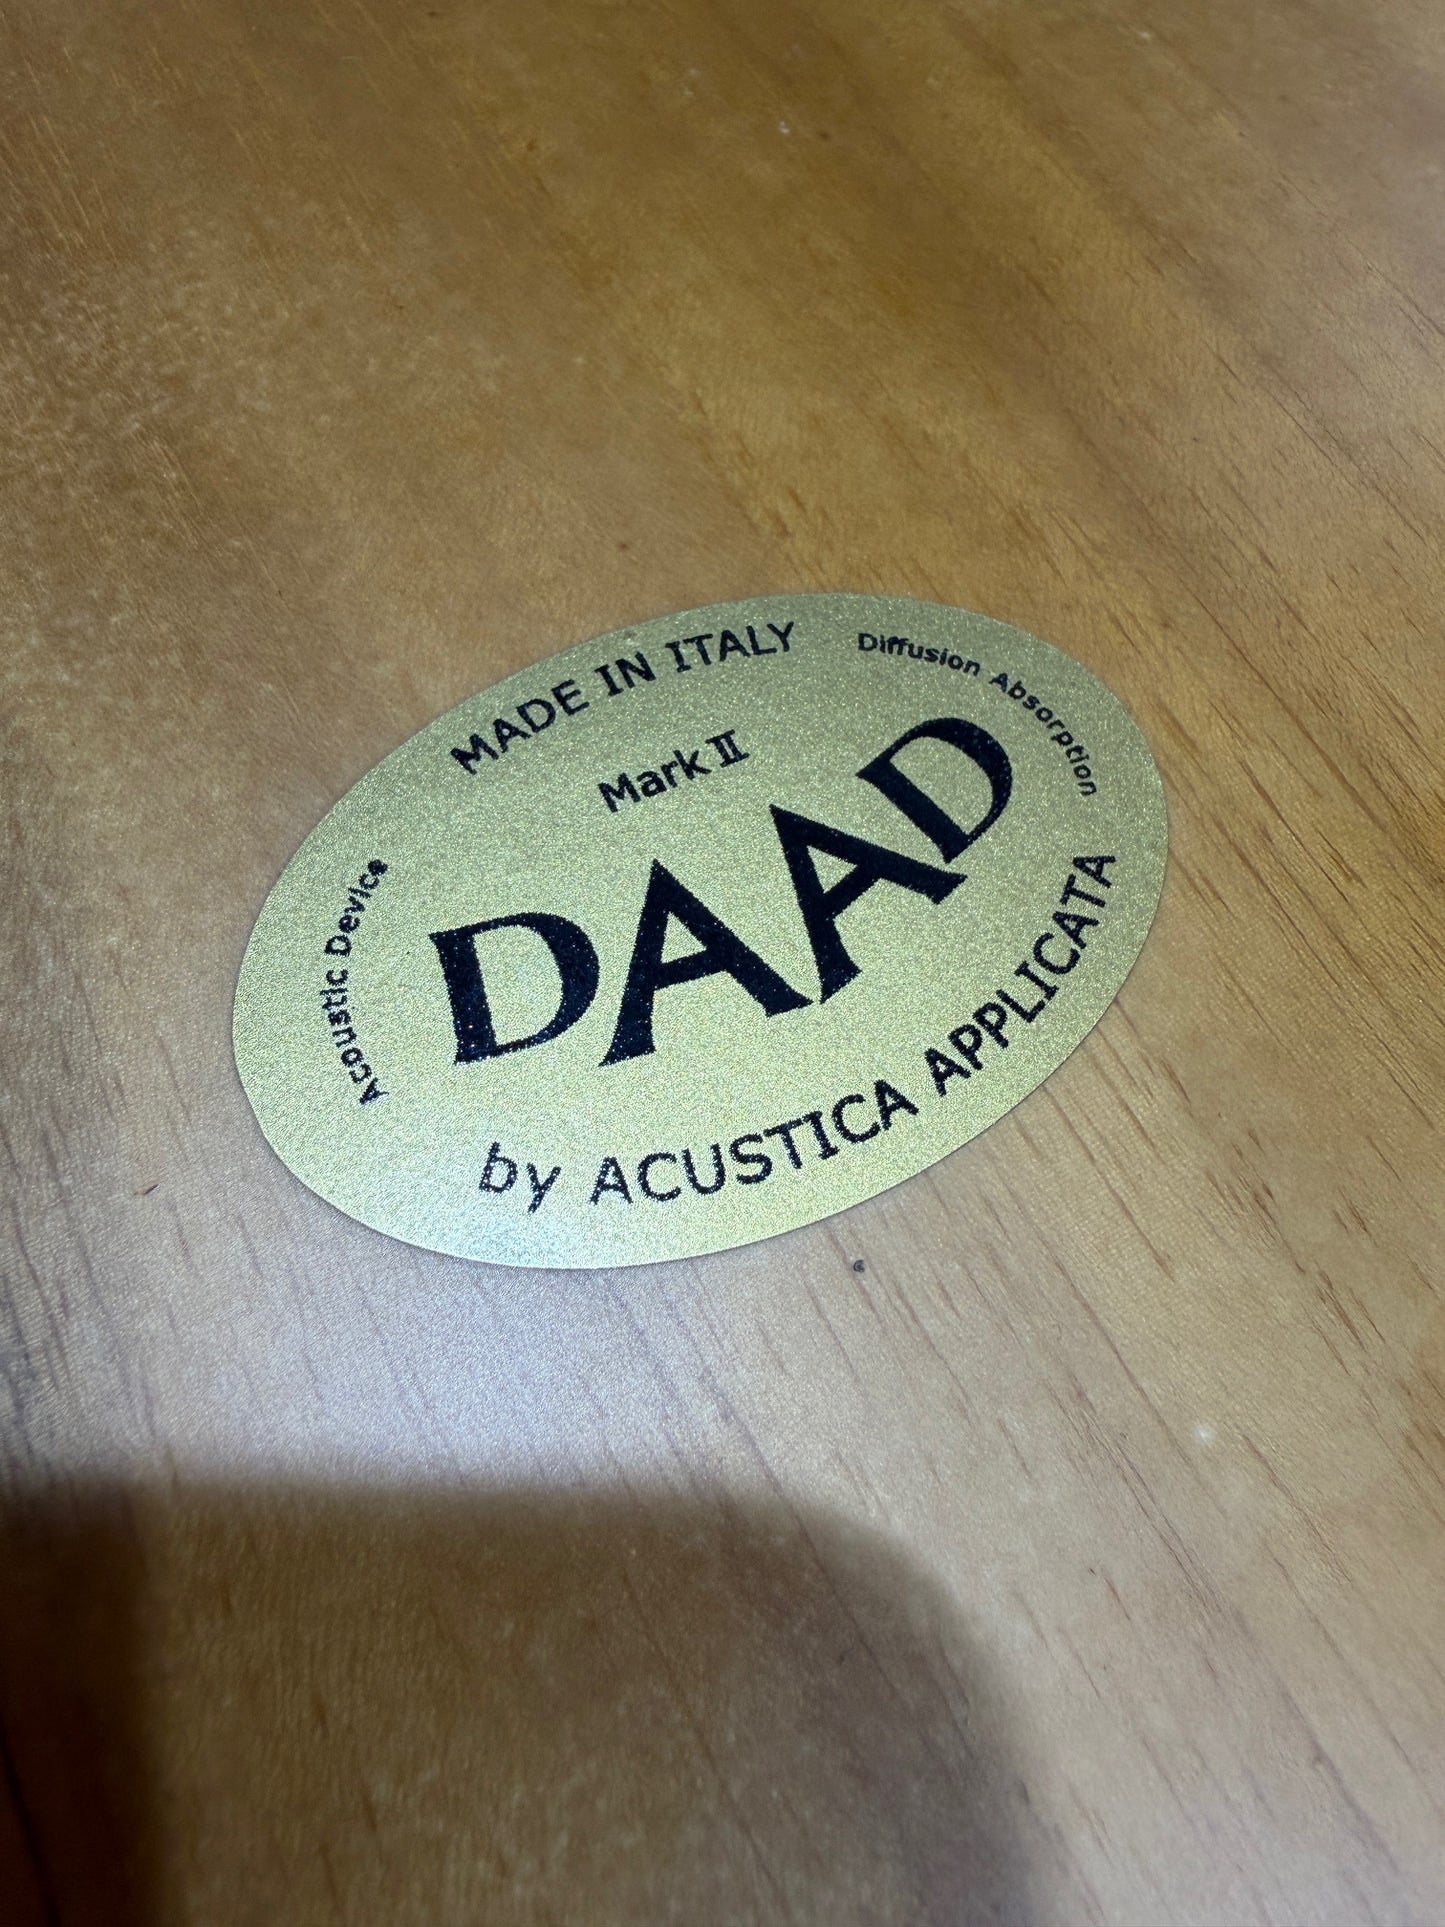 MADE IN ITALY
Diffusion Absorption
Mark II
Acoustic Device
DAAD
by ACUSTICA APPLICATA